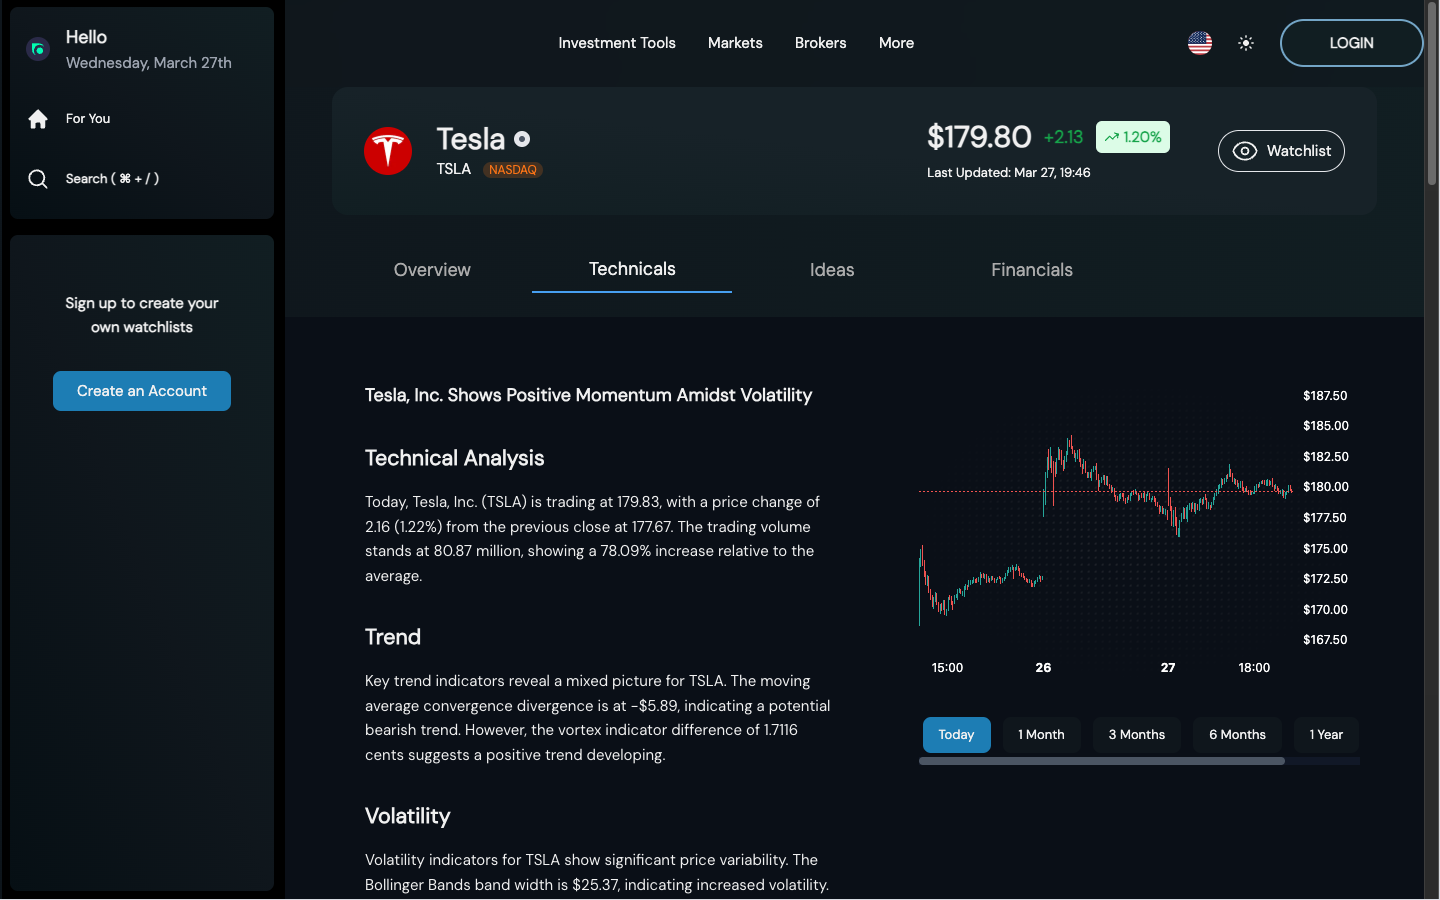 Hello
Wednesday, March 27th
For You
Search ( ⌘ + / )
Sign up to create your
own watchlists
Create an Account
Investment Tools
Markets
Brokers
More
LOGIN
Tesla
TSLA
NASDAQ
$179.80
+2.13
1.20%
Last Updated: Mar 27, 19:46
Watchlist
Overview
Technicals
Ideas
Financials
Tesla, Inc. Shows Positive Momentum Amidst Volatility
Technical Analysis
Today, Tesla, Inc. (TSLA) is trading at 179.83, with a price change of
2.16 (1.22%) from the previous close at 177.67. The trading volume
stands at 80.87 million, showing a 78.09% increase relative to the
average.
Trend
Key trend indicators reveal a mixed picture for TSLA. The moving
average convergence divergence is at -$5.89, indicating a potential
bearish trend. However, the vortex indicator difference of 1.7116
cents suggests a positive trend developing.
Volatility
Volatility indicators for TSLA show significant price variability. The
Bollinger Bands band width is $25.37, indicating increased volatility.
$187.50
$185.00
$182.50
$180.00
$177.50
$175.00
$172.50
$170.00
$167.50
15:00
26
27
18:00
Today
1 Month
3 Months
6 Months
1 Year